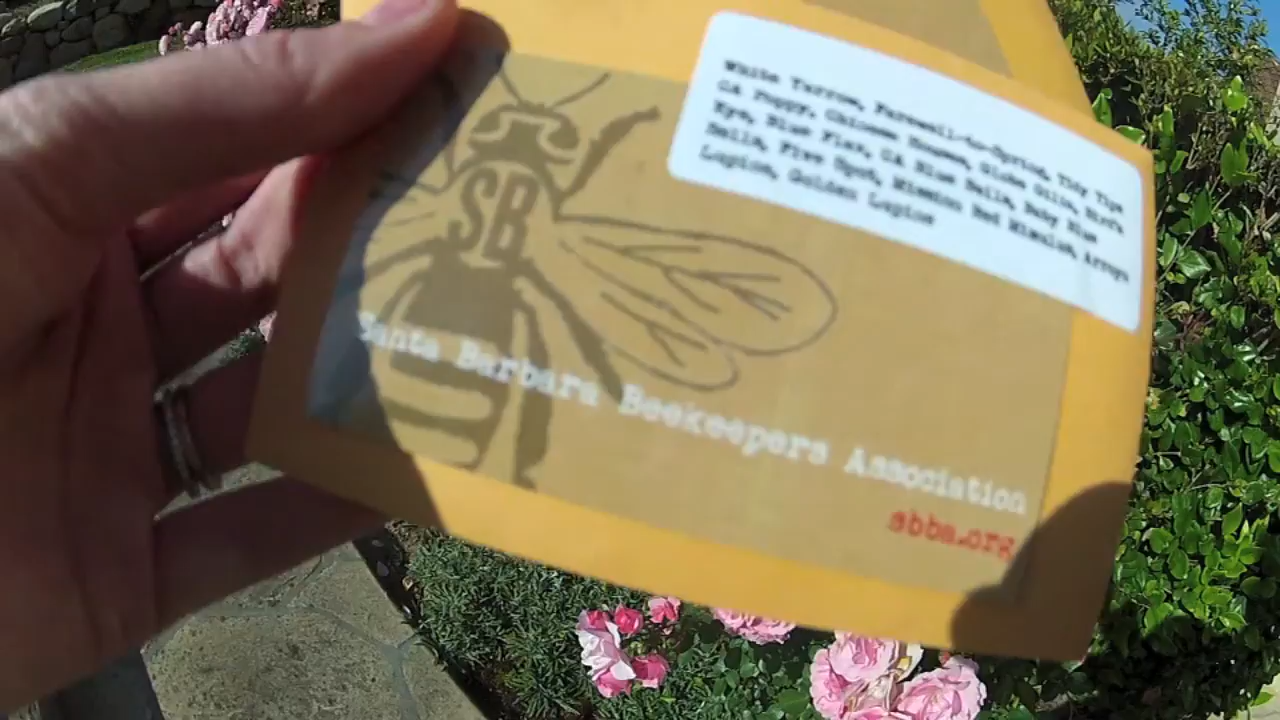 White Yarrow, Farewell-to-Spring, Tidy Tips
CA Poppy, Chinese Houses, Globe Gilia, Bird's
Eye, Blue Flax, CA Blue Bells, Baby Blue
Bells, Five Spot, Mission Red Mimulus, Arroyo
Lupine, Golden Lupine
SB
Santa Barbara Beekeepers Association
sbba.org